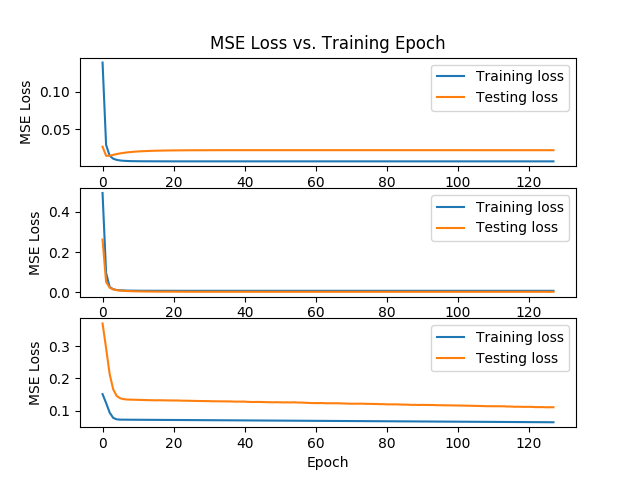 MSE Loss vs. Training Epoch
MSE Loss
0.10
0.05
Training loss
Testing loss
0 20 40 60 80 100 120
MSE Loss
0.4
0.2
0.0
Training loss
Testing loss
0 20 40 60 80 100 120
MSE Loss
0.3
0.2
0.1
Training loss
Testing loss
0 20 40 60 80 100 120
Epoch